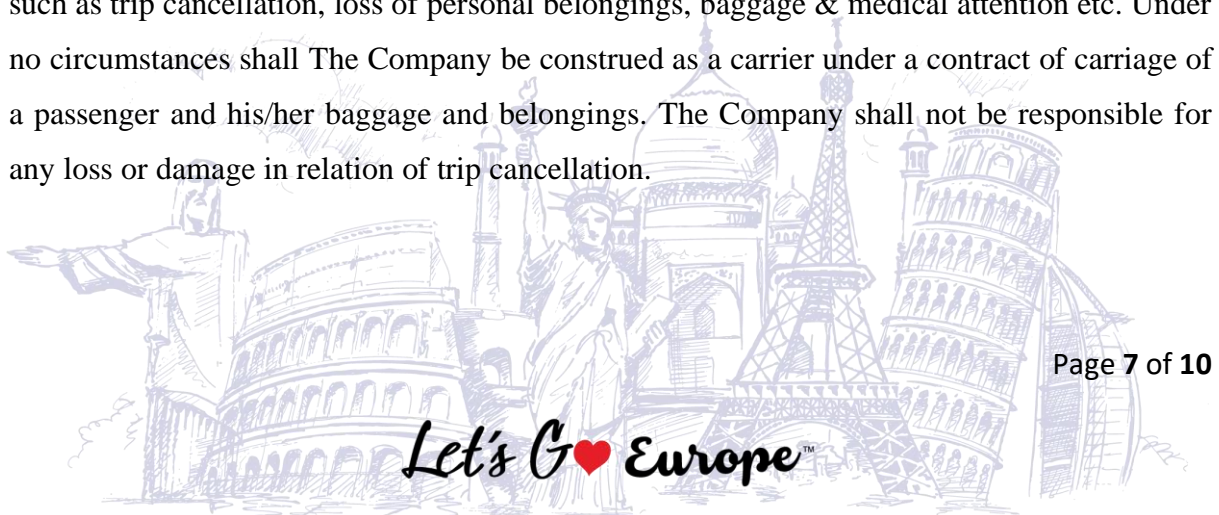 such as trip cancellation, loss of personal belongings, baggage & medical attention etc. Under
no circumstances shall The Company be construed as a carrier under a contract of carriage of
a passenger and his/her baggage and belongings. The Company shall not be responsible for
any loss or damage in relation of trip cancellation.
Page 7 of 10
Let's Go Europe™